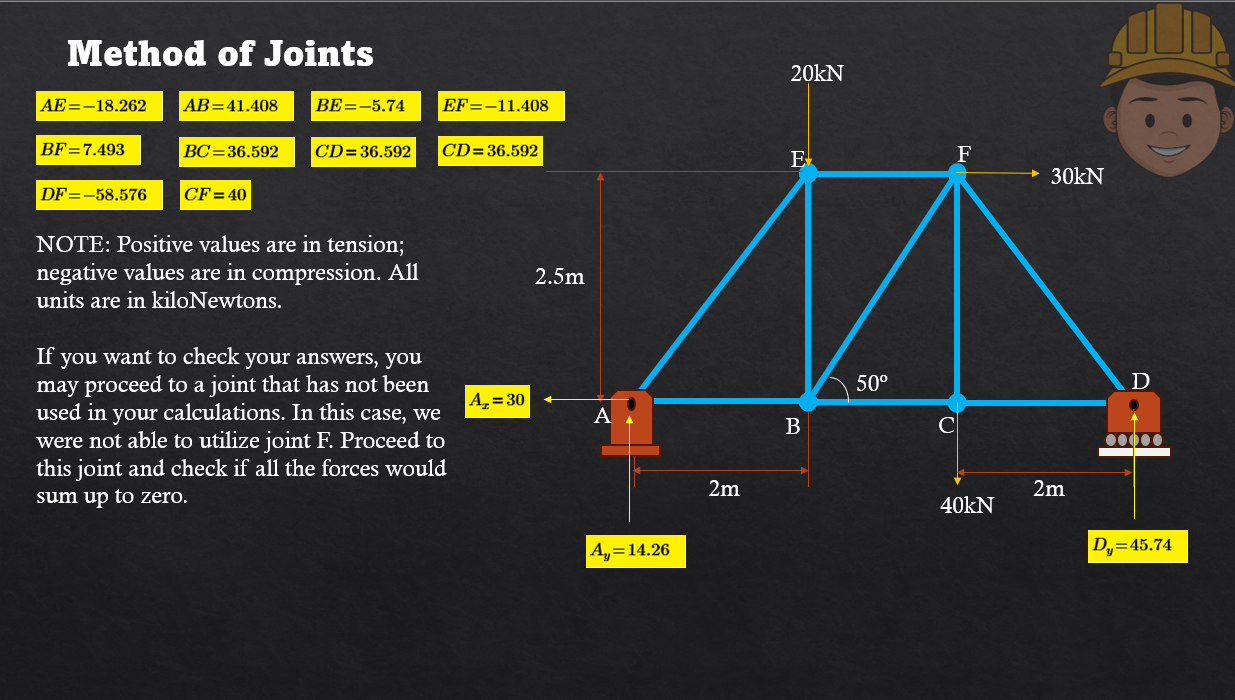 Method of Joints
AE=−18.262 AB=41.408 BE=−5.74 EF=−11.408
BF=7.493 BC=36.592 CD=36.592 CD=36.592
DF=−58.576 CF=40
NOTE: Positive values are in tension;
negative values are in compression. All
units are in kiloNewtons.
If you want to check your answers, you
may proceed to a joint that has not been
used in your calculations. In this case, we
were not able to utilize joint F. Proceed to
this joint and check if all the forces would
sum up to zero.
20kN
E
F
30kN
2.5m
50º
D
Aₓ=30
A
B
C
2m
2m
40kN
A_y=14.26
D_y=45.74